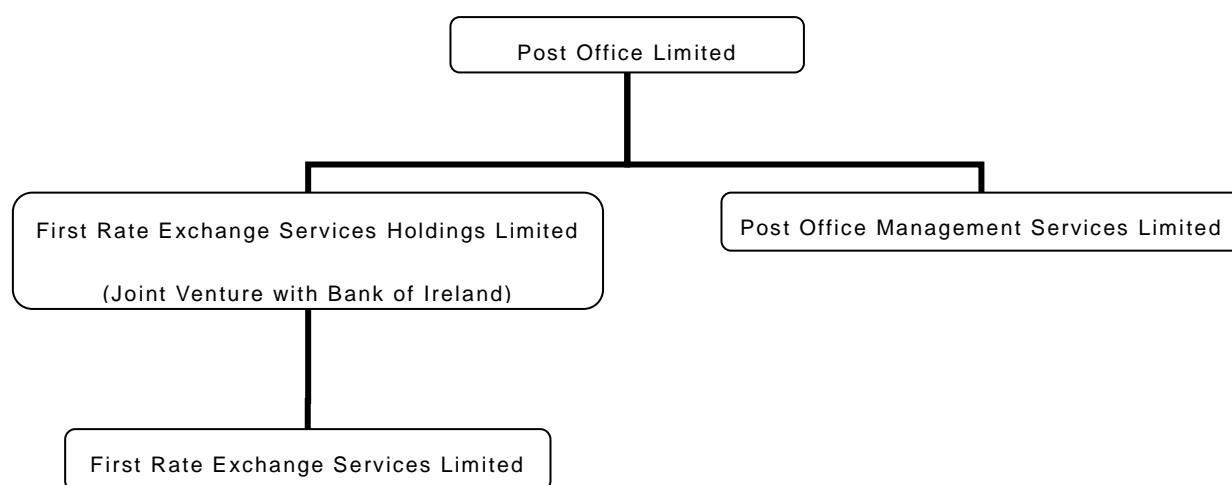 Post Office Limited
First Rate Exchange Services Holdings Limited
(Joint Venture with Bank of Ireland)
Post Office Management Services Limited
First Rate Exchange Services Limited